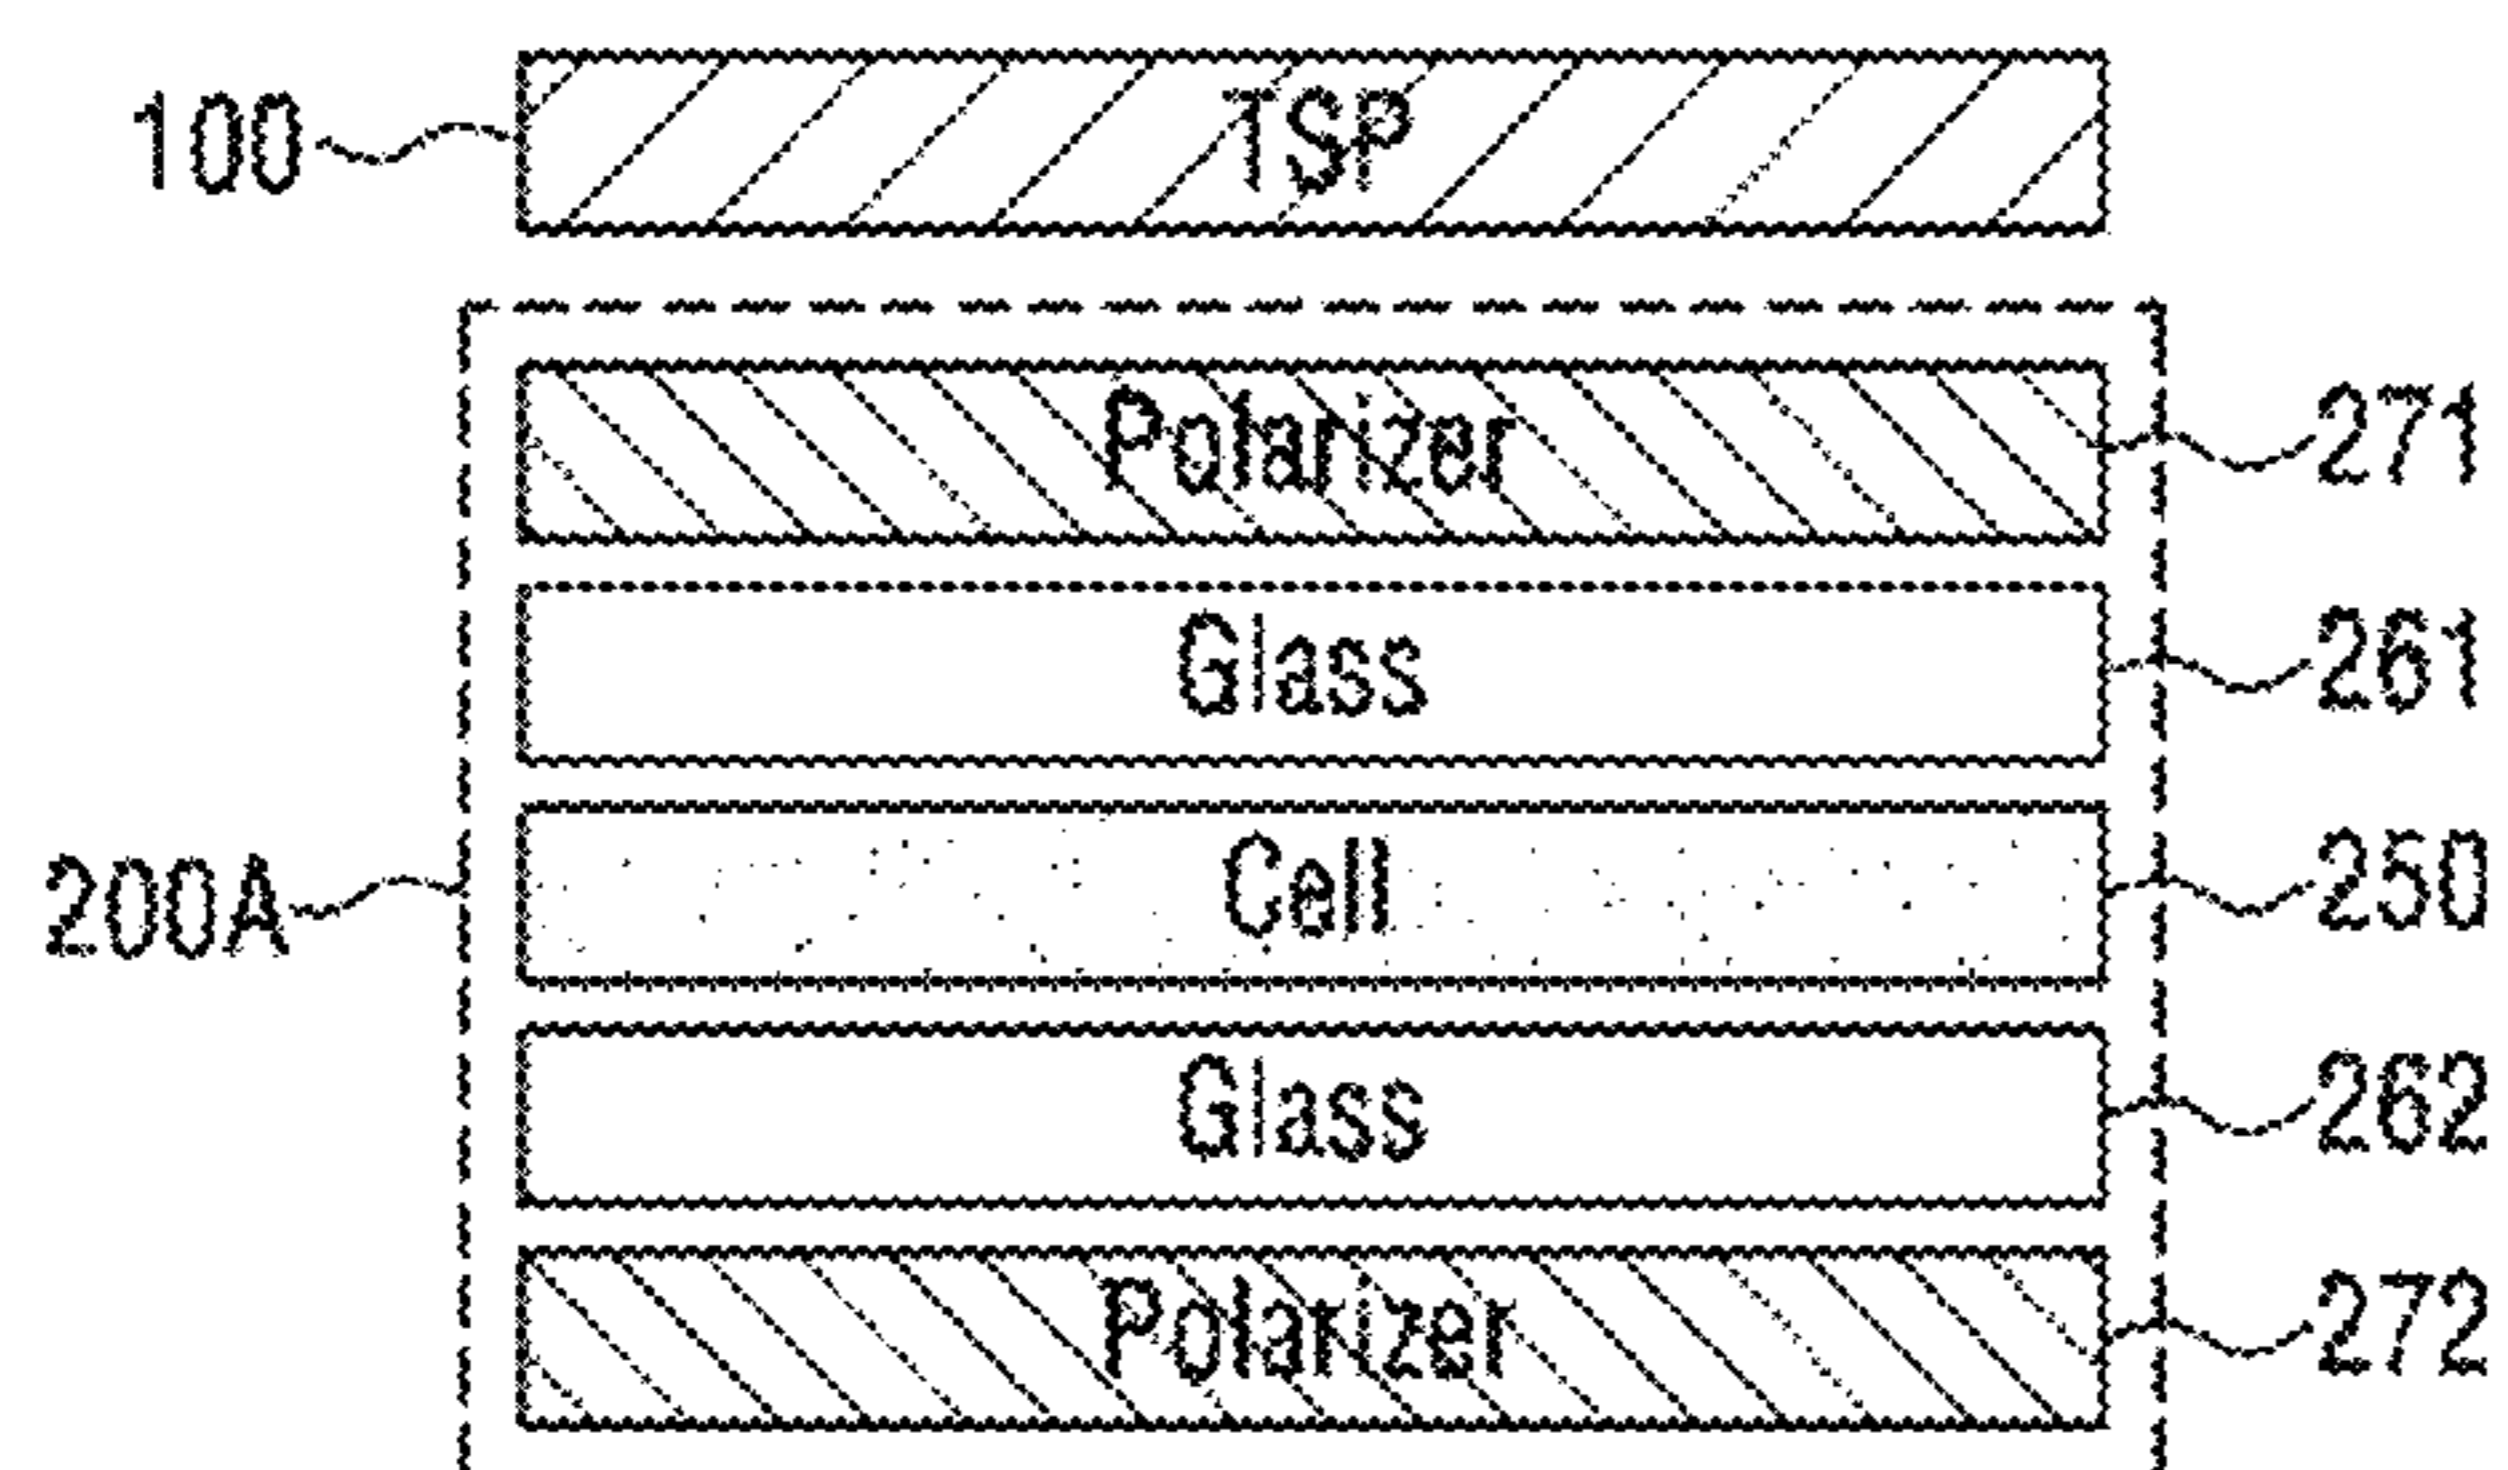 100 TSP
Polarizer 271
Glass 261
200A Cell 250
Glass 262
Polarizer 272